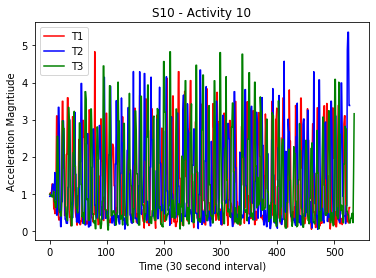 S10 - Activity 10
T1
T2
T3
Acceleration Magntiude
5
4
3
2
1
0
0
100
200
300
400
500
Time (30 second interval)